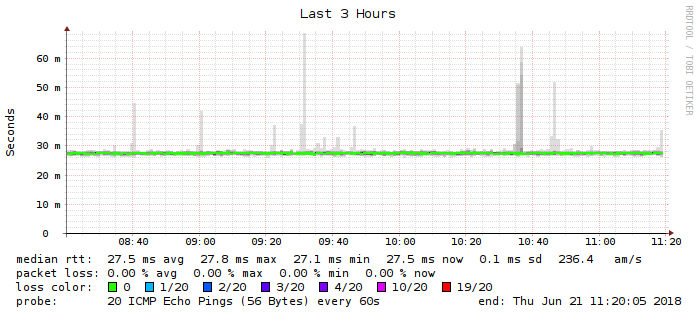 Last 3 Hours
RRDTOOL / TOBI OETIKER
Seconds
60 m
50 m
40 m
30 m
20 m
10 m
0
08:40 09:00 09:20 09:40 10:00 10:20 10:40 11:00 11:20
median rtt: 27.5 ms avg 27.8 ms max 27.1 ms min 27.5 ms now 0.1 ms sd 236.4 am/s
packet loss: 0.00 % avg 0.00 % max 0.00 % min 0.00 % now
loss color: 0 1/20 2/20 3/20 4/20 10/20 19/20
probe: 20 ICMP Echo Pings (56 Bytes) every 60s end: Thu Jun 21 11:20:05 2018